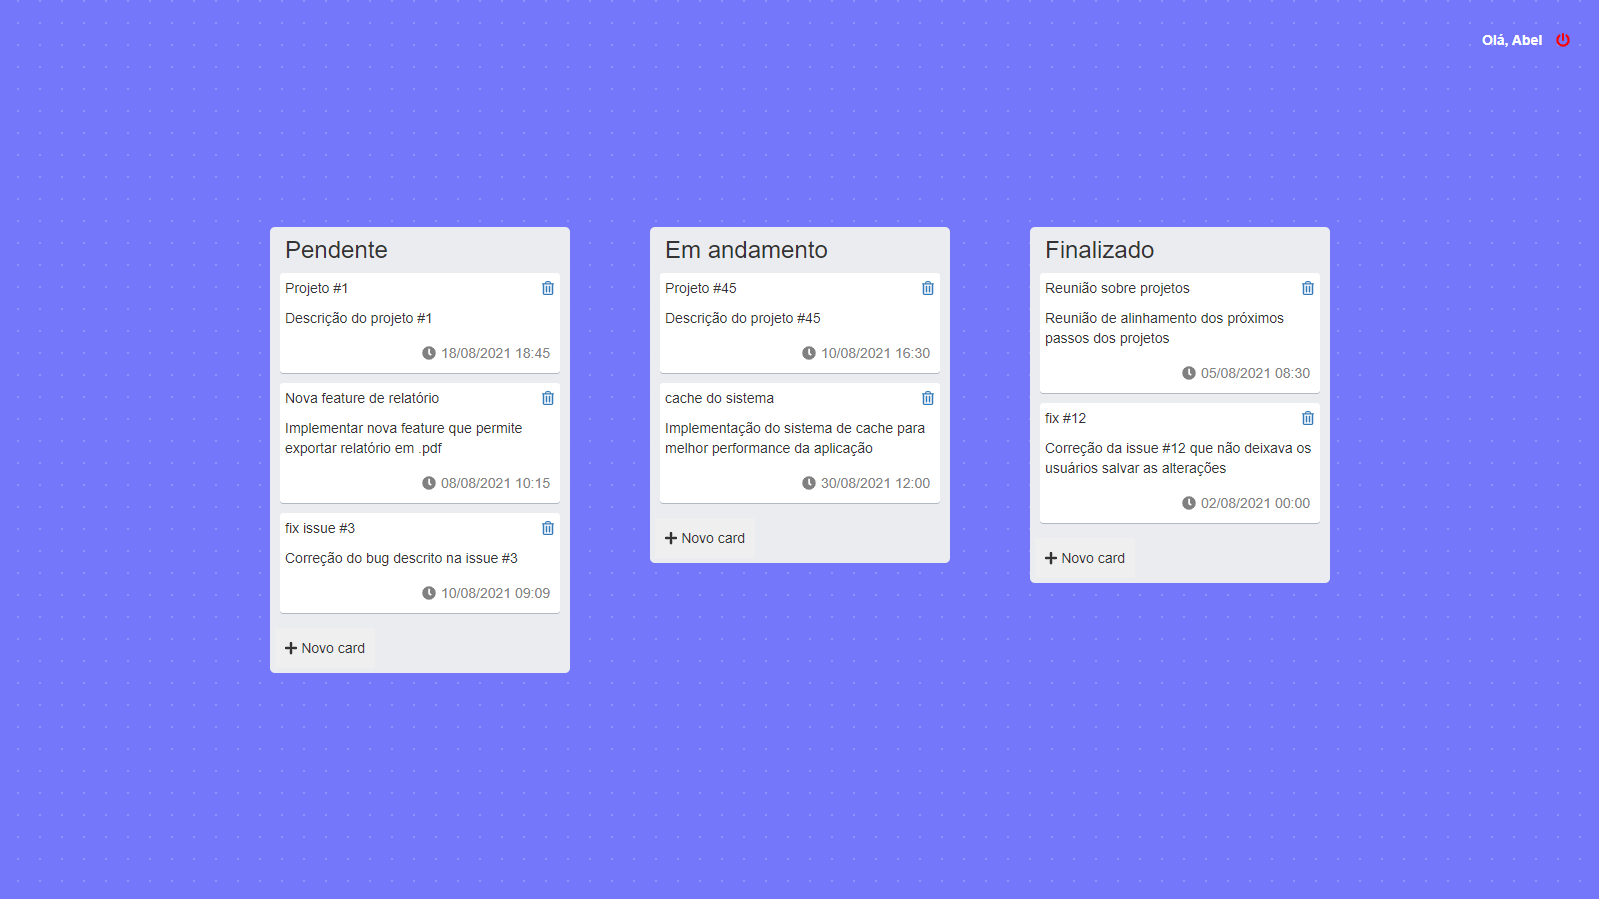 Olá, Abel
Pendente
Projeto #1
Descrição do projeto #1
18/08/2021 18:45
Nova feature de relatório
Implementar nova feature que permite
exportar relatório em .pdf
08/08/2021 10:15
fix issue #3
Correção do bug descrito na issue #3
10/08/2021 09:09
Novo card
Em andamento
Projeto #45
Descrição do projeto #45
10/08/2021 16:30
cache do sistema
Implementação do sistema de cache para
melhor performance da aplicação
30/08/2021 12:00
Novo card
Finalizado
Reunião sobre projetos
Reunião de alinhamento dos próximos
passos dos projetos
05/08/2021 08:30
fix #12
Correção da issue #12 que não deixava os
usuários salvar as alterações
02/08/2021 00:00
Novo card